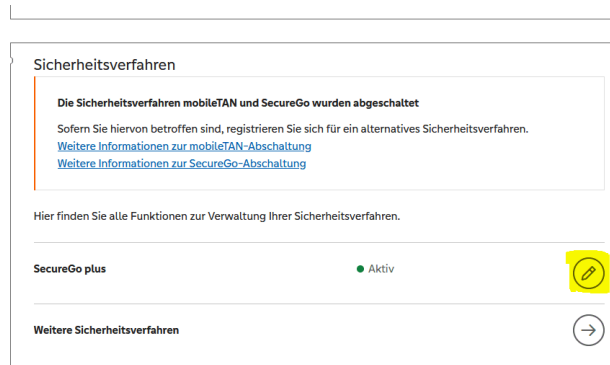 Sicherheitsverfahren
Die Sicherheitsverfahren mobileTAN und SecureGo wurden abgeschaltet
Sofern Sie hiervon betroffen sind, registrieren Sie sich für ein alternatives Sicherheitsverfahren.
Weitere Informationen zur mobileTAN-Abschaltung
Weitere Informationen zur SecureGo-Abschaltung
Hier finden Sie alle Funktionen zur Verwaltung Ihrer Sicherheitsverfahren.
SecureGo plus Aktiv
Weitere Sicherheitsverfahren